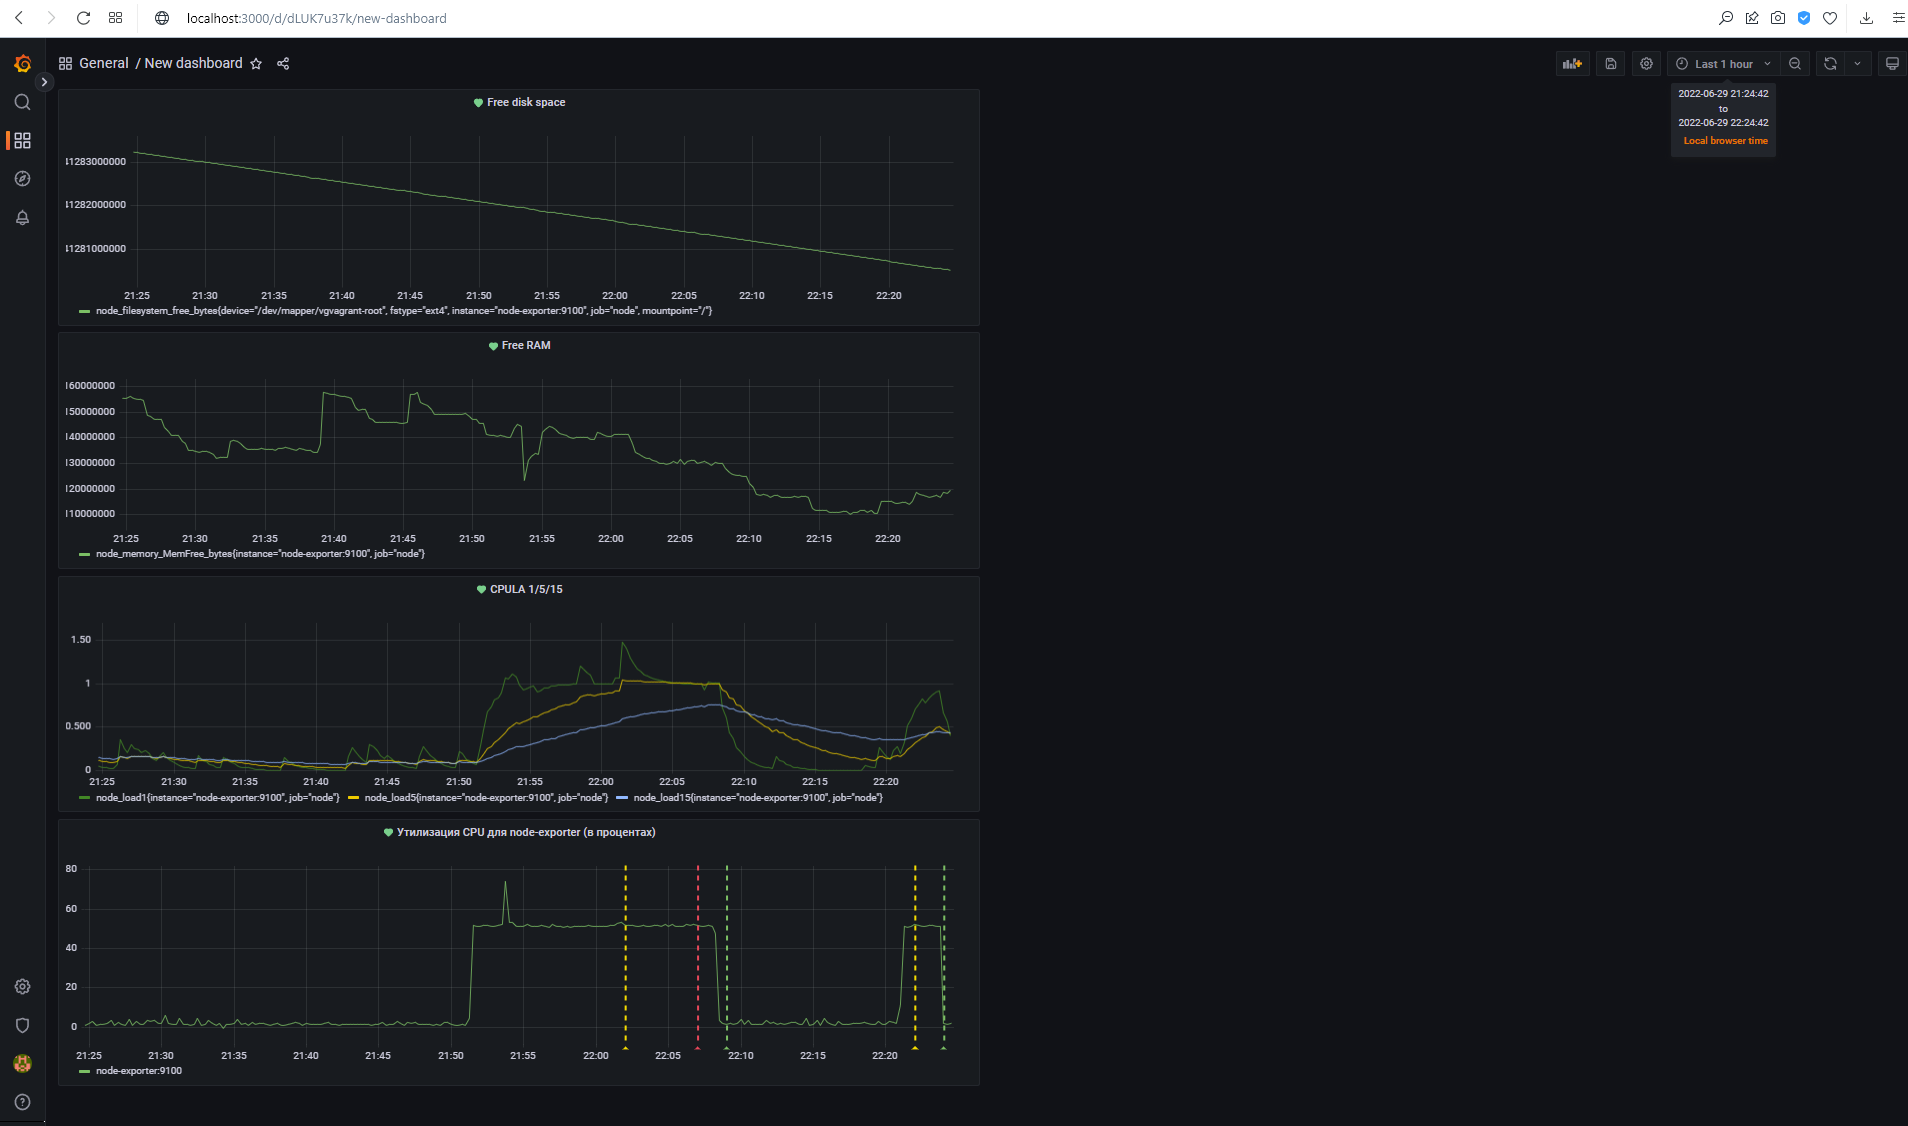 localhost:3000/d/dLUK7u37k/new-dashboard
General / New dashboard
Last 1 hour
2022-06-29 21:24:42
to
2022-06-29 22:24:42
Local browser time
Free disk space
41283000000
41282000000
41281000000
21:25 21:30 21:35 21:40 21:45 21:50 21:55 22:00 22:05 22:10 22:15 22:20
node_filesystem_free_bytes{device="/dev/mapper/vgvagrant-root", fstype="ext4", instance="node-exporter:9100", job="node", mountpoint="/"}
Free RAM
160000000
150000000
140000000
130000000
120000000
110000000
21:25 21:30 21:35 21:40 21:45 21:50 21:55 22:00 22:05 22:10 22:15 22:20
node_memory_MemFree_bytes{instance="node-exporter:9100", job="node"}
CPULA 1/5/15
1.50
1
0.500
0
21:25 21:30 21:35 21:40 21:45 21:50 21:55 22:00 22:05 22:10 22:15 22:20
node_load1{instance="node-exporter:9100", job="node"} node_load5{instance="node-exporter:9100", job="node"} node_load15{instance="node-exporter:9100", job="node"}
Утилизация CPU для node-exporter (в процентах)
80
60
40
20
0
21:25 21:30 21:35 21:40 21:45 21:50 21:55 22:00 22:05 22:10 22:15 22:20
node-exporter:9100